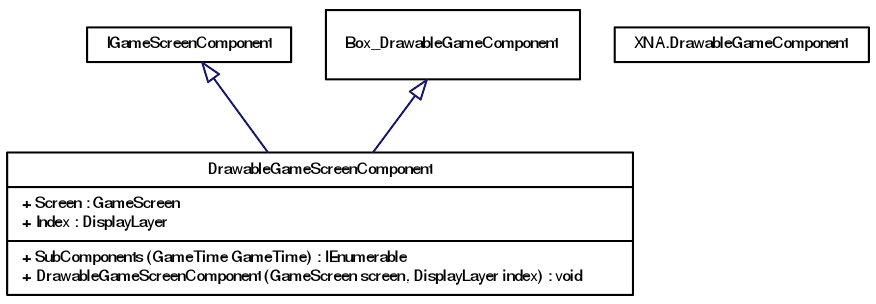 IGameScreenComponent
Box_DrawableGameComponent
XNA.DrawableGameComponent
DrawableGameScreenComponent
+ Screen : GameScreen
+ Index : DisplayLayer
+ SubComponents (GameTime GameTime) : IEnumerable
+ DrawableGameScreenComponent (GameScreen screen, DisplayLayer index) : void